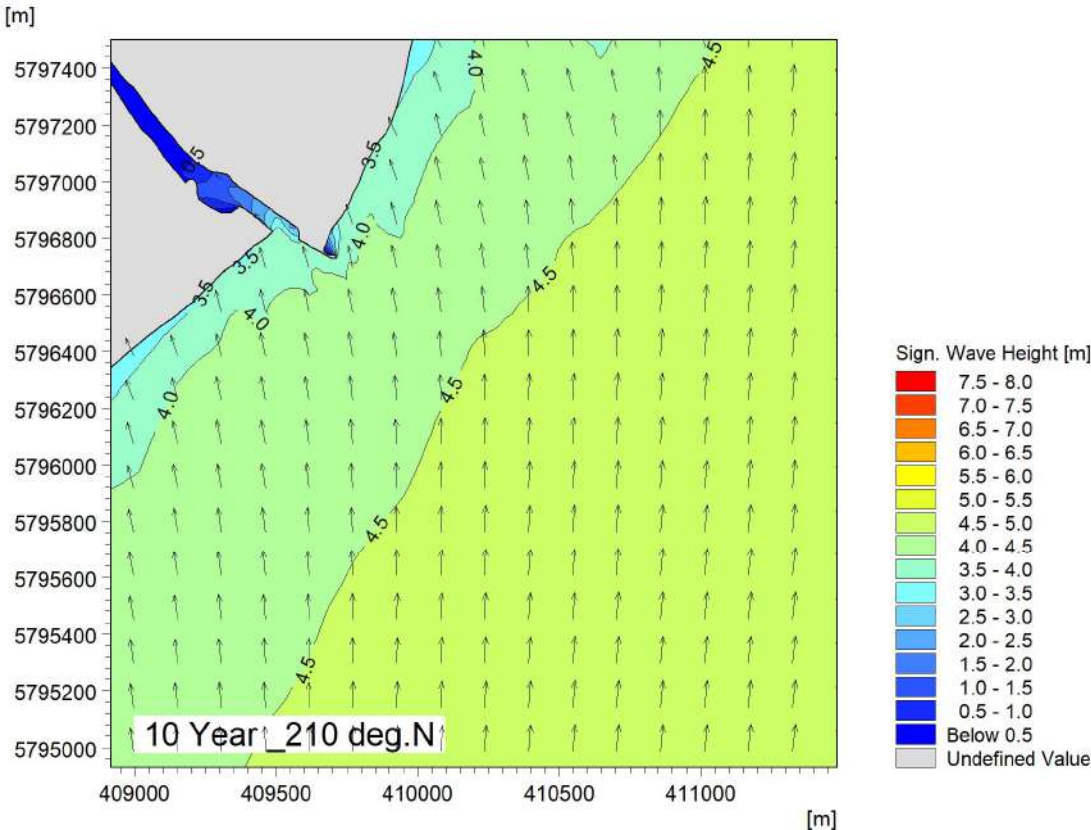 [m]
5797400
5797200
5797000
5796800
5796600
5796400
5796200
5796000
5795800
5795600
5795400
5795200
5795000
4.0
4.5
3.5
0.5
4.0
3.5
3.5
4.5
4.0
4.5
4.0
4.5
4.5
10 Year _210 deg.N
409000 409500 410000 410500 411000
[m]
Sign. Wave Height [m]
7.5 - 8.0
7.0 - 7.5
6.5 - 7.0
6.0 - 6.5
5.5 - 6.0
5.0 - 5.5
4.5 - 5.0
4.0 - 4.5
3.5 - 4.0
3.0 - 3.5
2.5 - 3.0
2.0 - 2.5
1.5 - 2.0
1.0 - 1.5
0.5 - 1.0
Below 0.5
Undefined Value